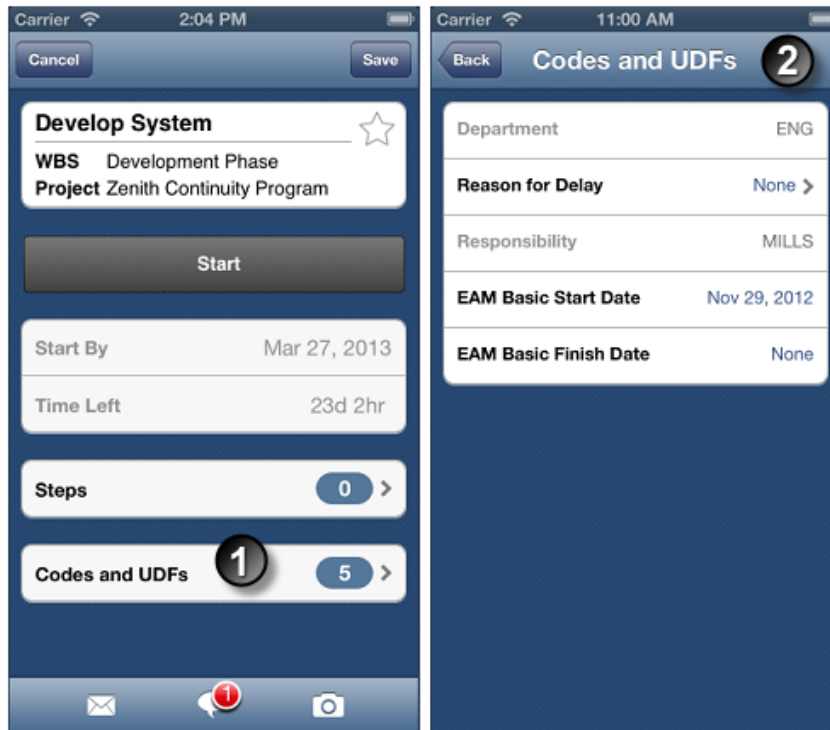 Carrier 2:04 PM
Cancel Save
Develop System
WBS Development Phase
Project Zenith Continuity Program
Start
Start By Mar 27, 2013
Time Left 23d 2hr
Steps 0
Codes and UDFs 1 5
1
Carrier 11:00 AM
Back Codes and UDFs 2
Department ENG
Reason for Delay None
Responsibility MILLS
EAM Basic Start Date Nov 29, 2012
EAM Basic Finish Date None